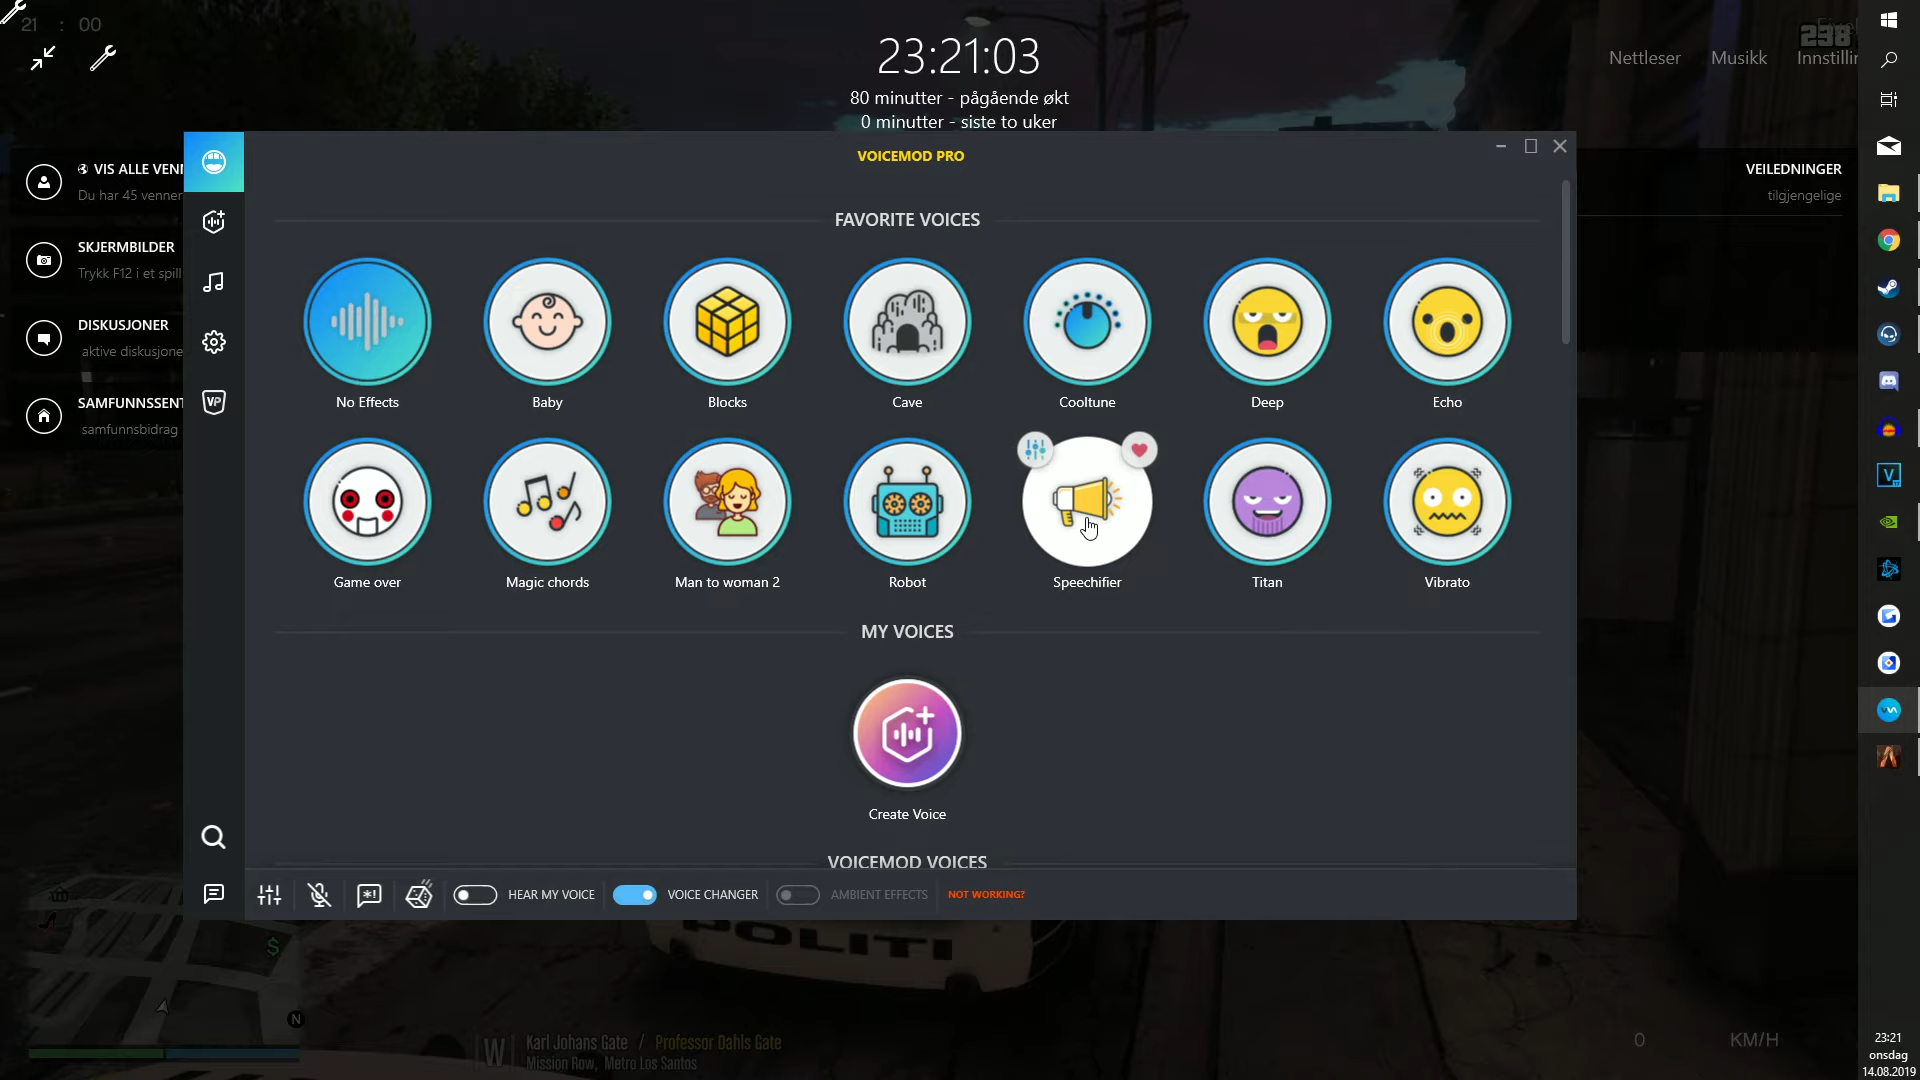 21 : 00
23:21:03
80 minutter - pågående økt
0 minutter - siste to uker
238
Nettleser Musikk Innstillin
VIS ALLE VENI
Du har 45 venner
SKJERMBILDER
Trykk F12 i et spill
DISKUSJONER
aktive diskusjone
SAMFUNNSSENT
samfunnsbidrag
VEILEDNINGER
tilgjengelige
VOICEMOD PRO
VP
FAVORITE VOICES
No Effects Baby Blocks Cave Cooltune Deep Echo
Game over Magic chords Man to woman 2 Robot Speechifier Titan Vibrato
MY VOICES
Create Voice
VOICEMOD VOICES
HEAR MY VOICE VOICE CHANGER AMBIENT EFFECTS NOT WORKING?
POLITI
N
W Karl Johans Gate / Professor Dahls Gate
Mission Row, Metro Los Santos
0 KM/H
23:21
onsdag
14.08.2019